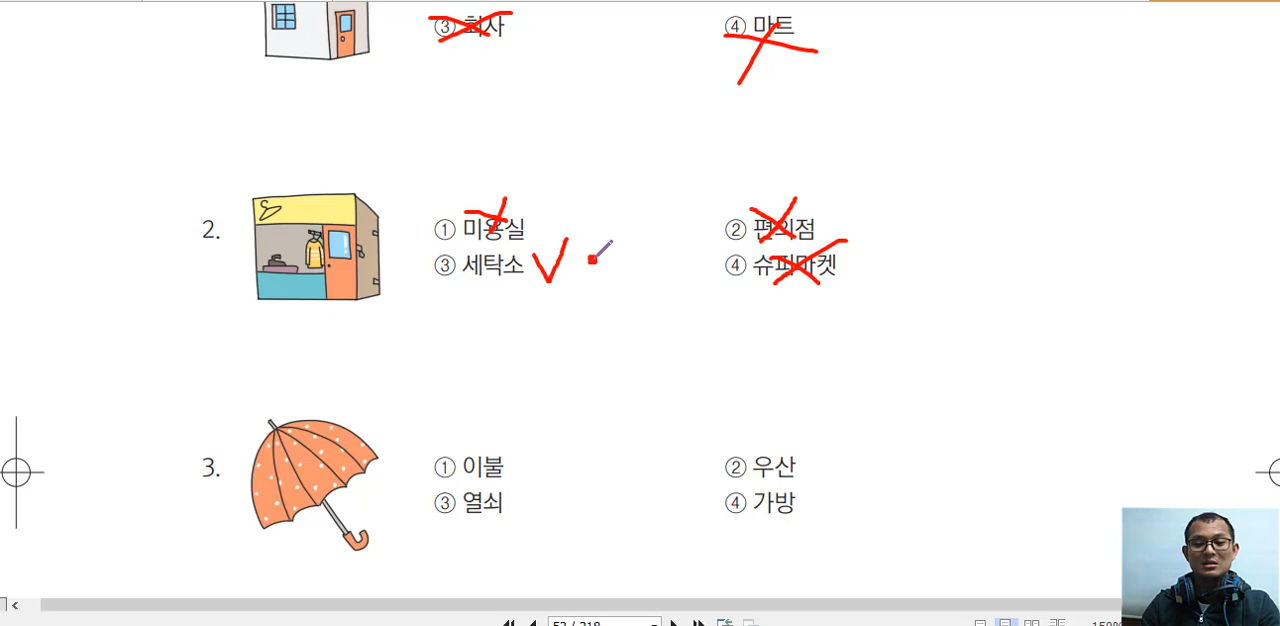 ③ 회사 ④ 마트
2. ① 미용실 ② 편의점
③ 세탁소 ④ 슈퍼마켓
3. ① 이불 ② 우산
③ 열쇠 ④ 가방